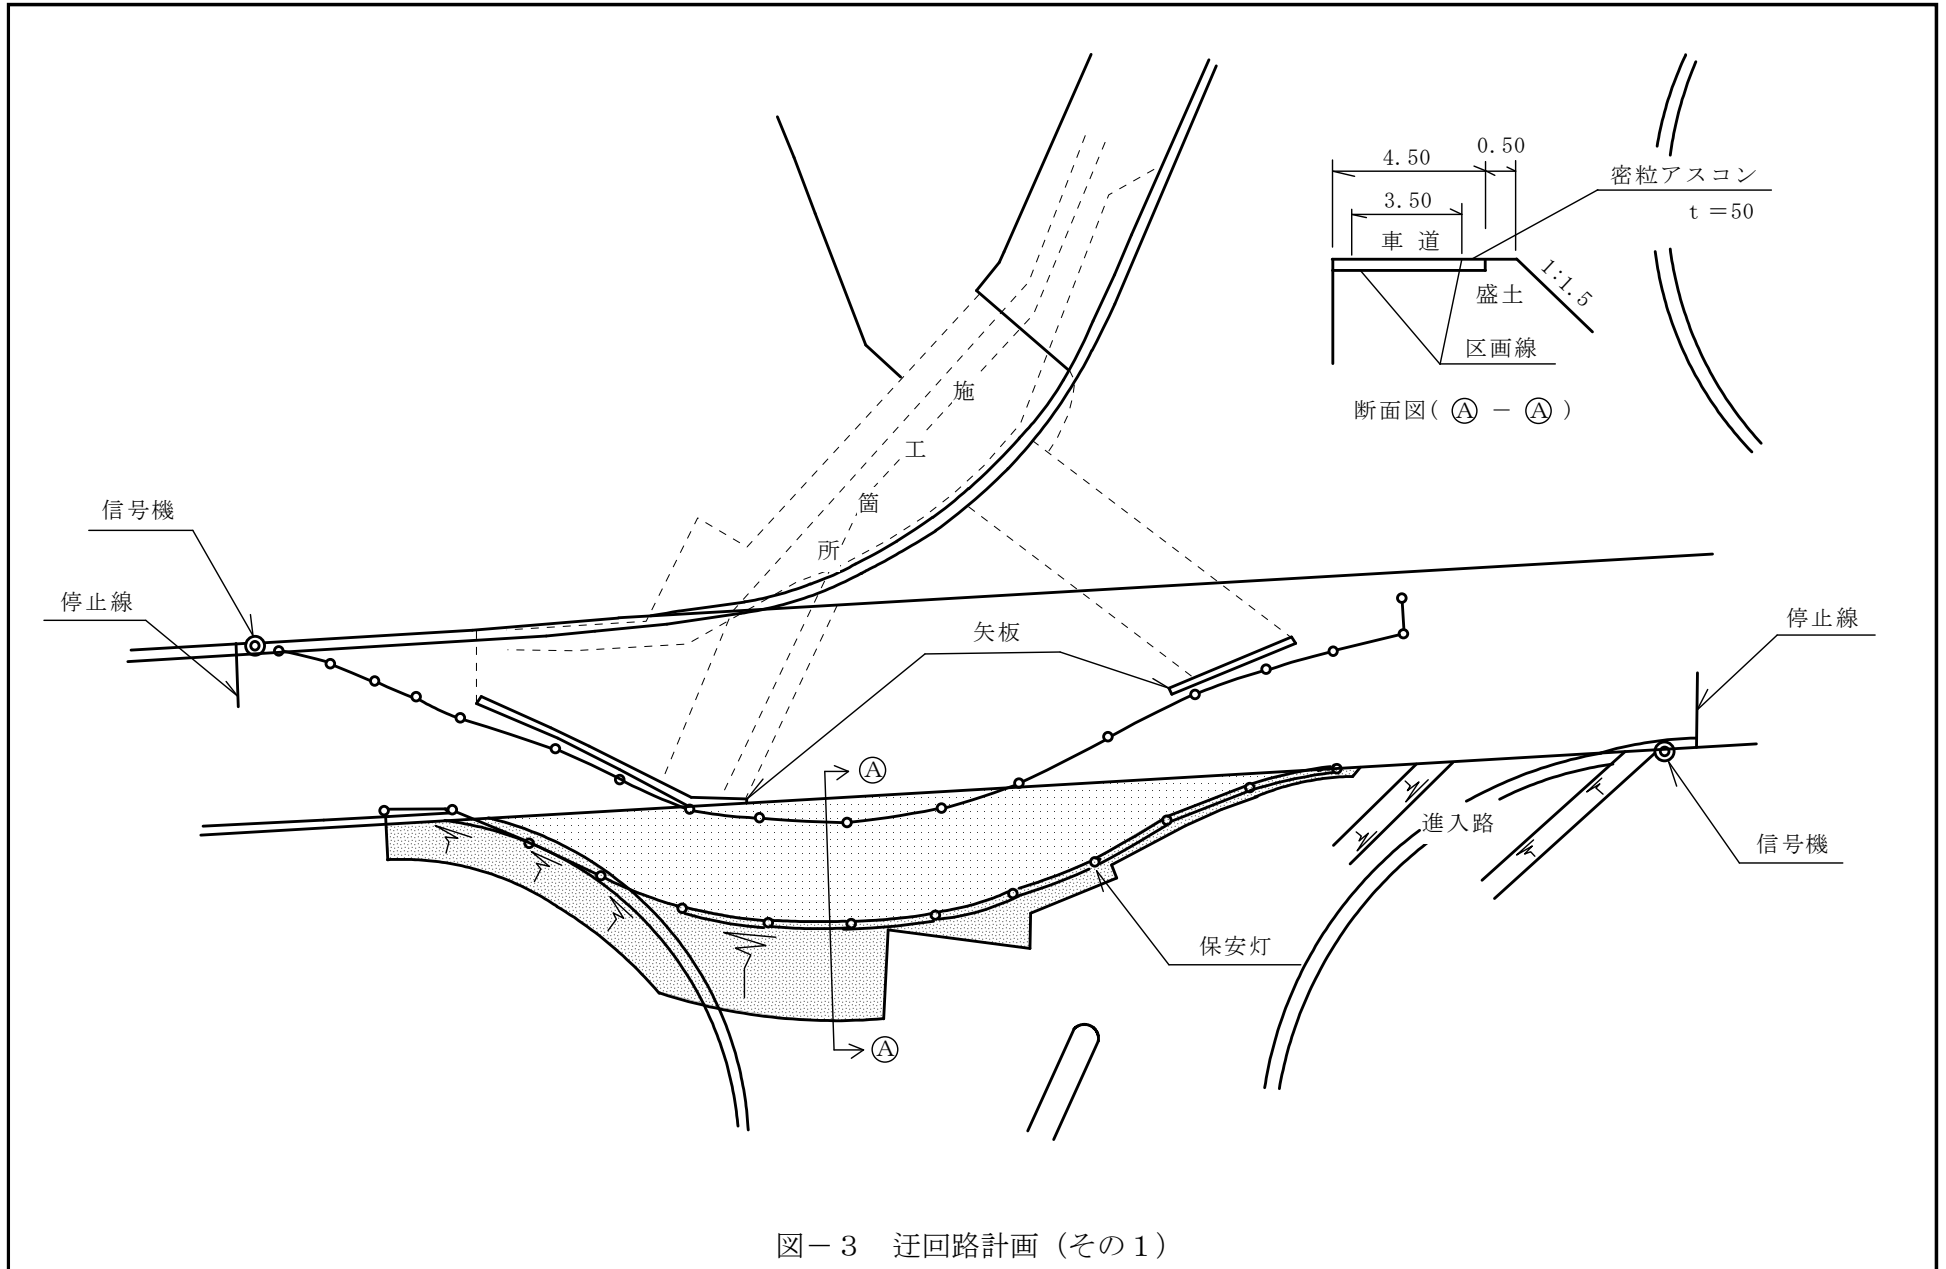 4.50
0.50
3.50
車 道
密粒アスコン
t =50
盛土
1:1.5
区画線
断面図( Ⓐ － Ⓐ )
施
工
箇
所
信号機
停止線
矢板
停止線
Ⓐ
進入路
信号機
保安灯
Ⓐ
図－3 迂回路計画（その1）